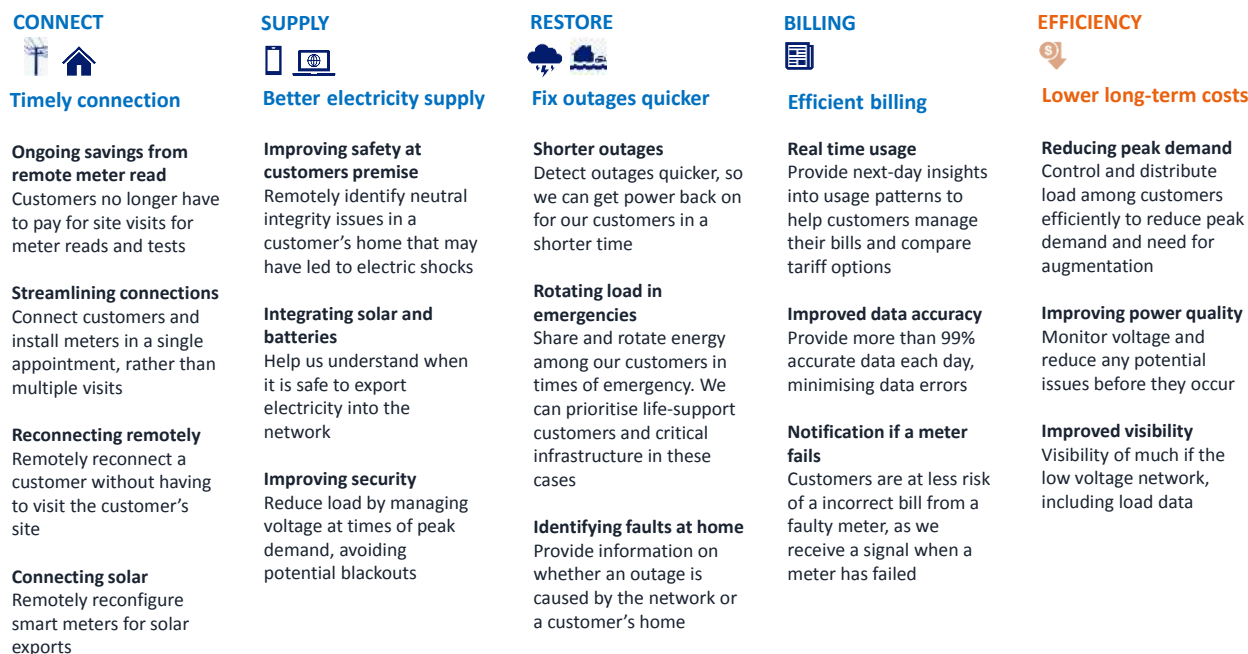 CONNECT
Timely connection
Ongoing savings from
remote meter read
Customers no longer have
to pay for site visits for
meter reads and tests
Streamlining connections
Connect customers and
install meters in a single
appointment, rather than
multiple visits
Reconnecting remotely
Remotely reconnect a
customer without having
to visit the customer's
site
Connecting solar
Remotely reconfigure
smart meters for solar
exports
SUPPLY
Better electricity supply
Improving safety at
customers premise
Remotely identify neutral
integrity issues in a
customer's home that may
have led to electric shocks
Integrating solar and
batteries
Help us understand when
it is safe to export
electricity into the
network
Improving security
Reduce load by managing
voltage at times of peak
demand, avoiding
potential blackouts
RESTORE
Fix outages quicker
Shorter outages
Detect outages quicker, so
we can get power back on
for our customers in a
shorter time
Rotating load in
emergencies
Share and rotate energy
among our customers in
times of emergency. We
can prioritise life-support
customers and critical
infrastructure in these
cases
Identifying faults at home
Provide information on
whether an outage is
caused by the network or
a customer's home
BILLING
Efficient billing
Real time usage
Provide next-day insights
into usage patterns to
help customers manage
their bills and compare
tariff options
Improved data accuracy
Provide more than 99%
accurate data each day,
minimising data errors
Notification if a meter
fails
Customers are at less risk
of a incorrect bill from a
faulty meter, as we
receive a signal when a
meter has failed
EFFICIENCY
$
Lower long-term costs
Reducing peak demand
Control and distribute
load among customers
efficiently to reduce peak
demand and need for
augmentation
Improving power quality
Monitor voltage and
reduce any potential
issues before they occur
Improved visibility
Visibility of much if the
low voltage network,
including load data